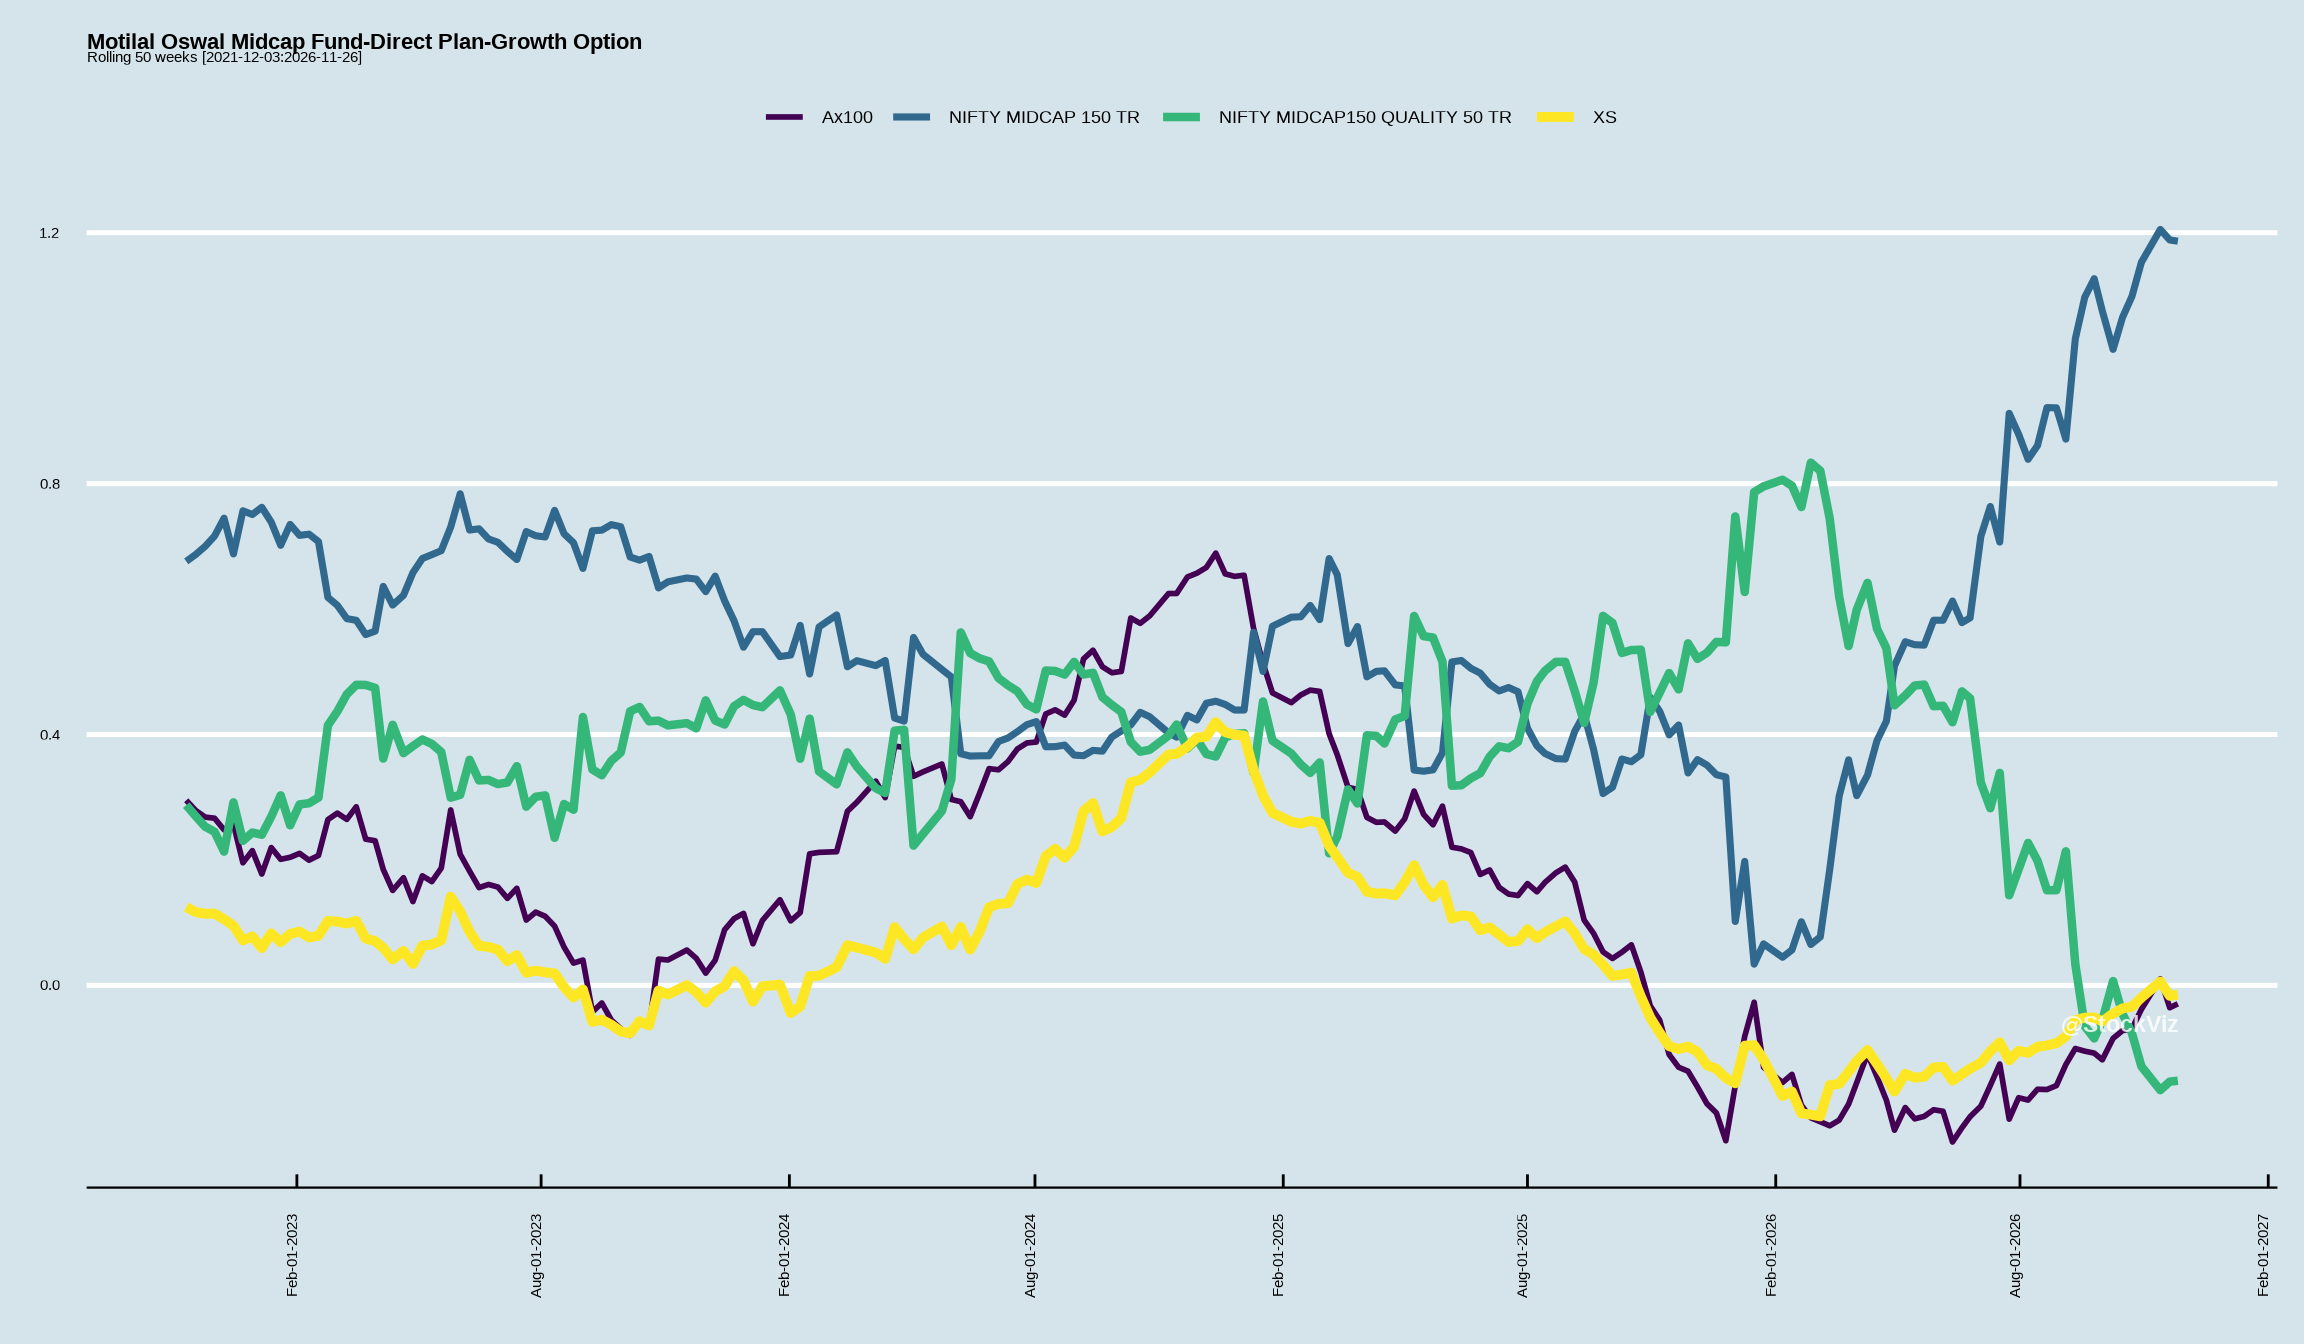 Motilal Oswal Midcap Fund-Direct Plan-Growth Option
Rolling 50 weeks [2021-12-03:2026-11-26]
Ax100 NIFTY MIDCAP 150 TR NIFTY MIDCAP150 QUALITY 50 TR XS
1.2
0.8
0.4
0.0
@StockViz
Feb-01-2023 Aug-01-2023 Feb-01-2024 Aug-01-2024 Feb-01-2025 Aug-01-2025 Feb-01-2026 Aug-01-2026 Feb-01-2027